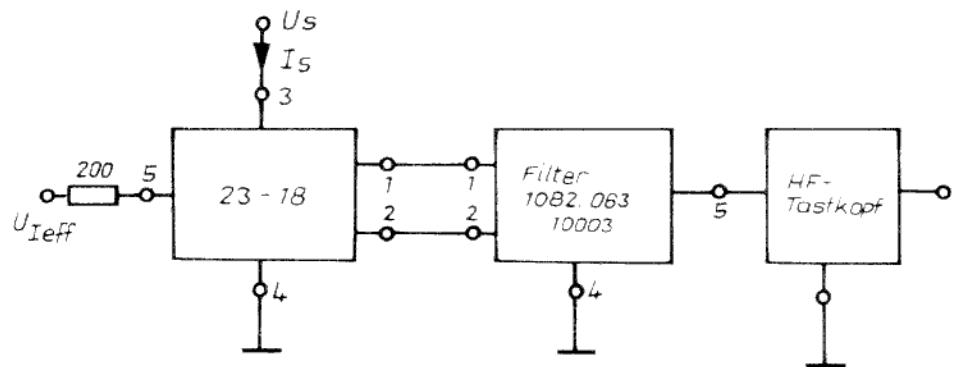 Us
Is
3
200
5
U_Ieff
23-18
1
1
2
2
4
Filter
1082.063
10003
4
5
HF-
Tastkopf